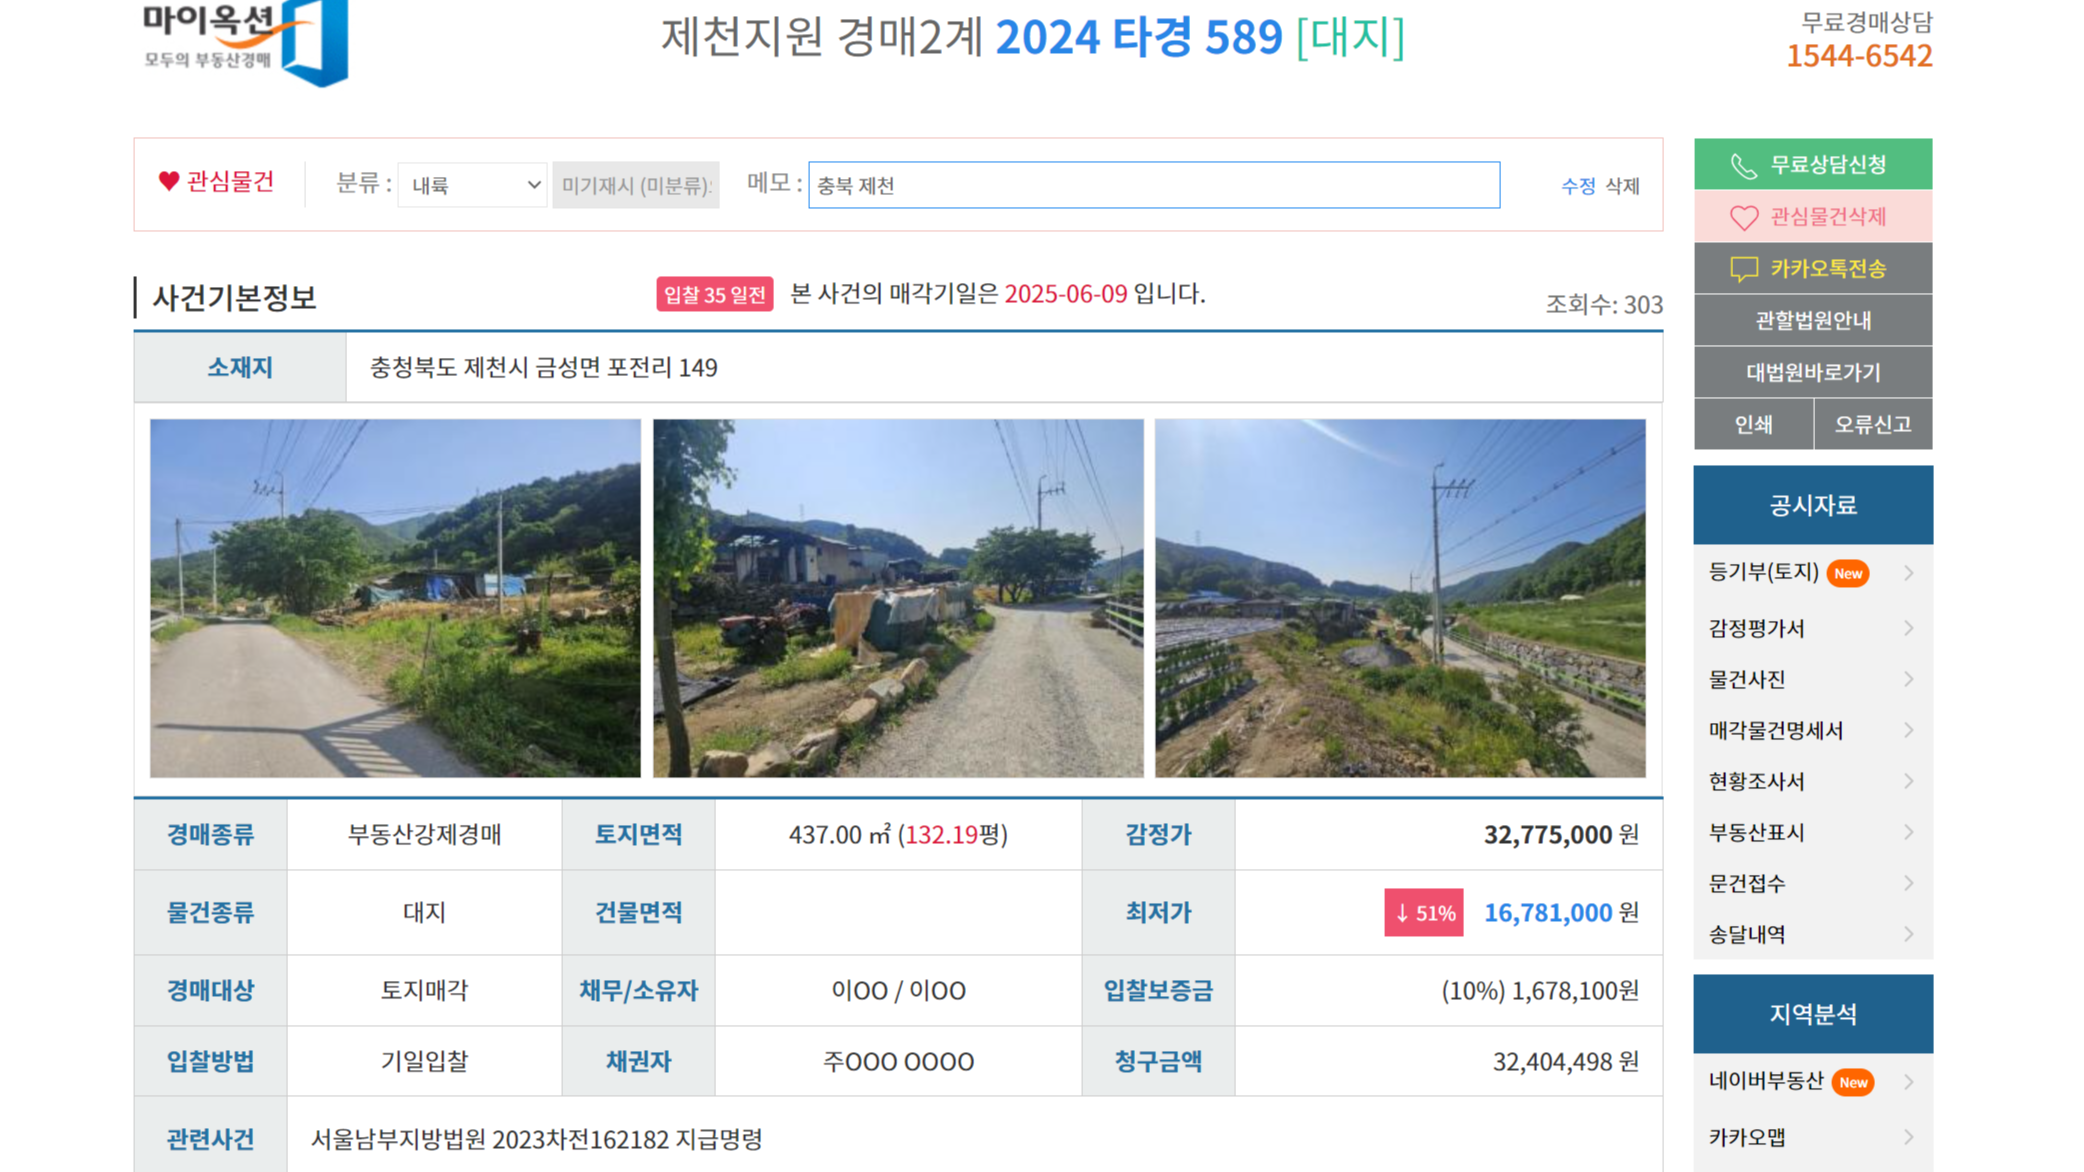 마이옥션
모두의 부동산경매
제천지원 경매2계 2024 타경 589 [대지]
무료경매상담
1544-6542
관심물건
분류 :
내륙
미기재시 (미분류)
메모 :
충북 제천
수정 삭제
사건기본정보
입찰 35 일전
본 사건의 매각기일은 2025-06-09 입니다.
조회수: 303
소재지
충청북도 제천시 금성면 포전리 149
경매종류 부동산강제경매 토지면적 437.00 ㎡ (132.19평) 감정가 32,775,000 원
물건종류 대지 건물면적 최저가 ↓ 51% 16,781,000 원
경매대상 토지매각 채무/소유자 이OO / 이OO 입찰보증금 (10%) 1,678,100원
입찰방법 기일입찰 채권자 주OOO OOOO 청구금액 32,404,498 원
관련사건 서울남부지방법원 2023차전162182 지급명령
무료상담신청
관심물건삭제
카카오톡전송
관할법원안내
대법원바로가기
인쇄 오류신고
공시자료
등기부(토지) New
감정평가서
물건사진
매각물건명세서
현황조사서
부동산표시
문건접수
송달내역
지역분석
네이버부동산 New
카카오맵